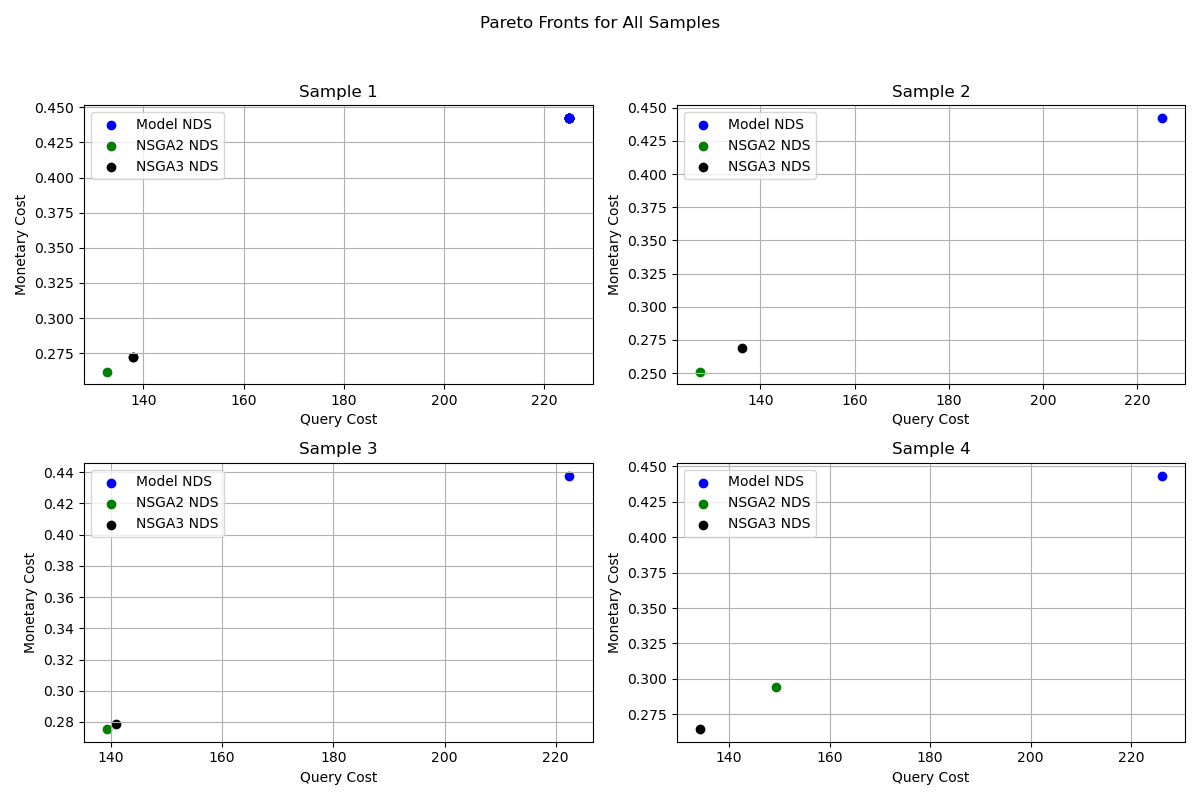 Pareto Fronts for All Samples
Sample 1
Monetary Cost
0.450
0.425
0.400
0.375
0.350
0.325
0.300
0.275
Model NDS
NSGA2 NDS
NSGA3 NDS
140 160 180 200 220
Query Cost
Sample 2
Monetary Cost
0.450
0.425
0.400
0.375
0.350
0.325
0.300
0.275
0.250
Model NDS
NSGA2 NDS
NSGA3 NDS
140 160 180 200 220
Query Cost
Sample 3
Monetary Cost
0.44
0.42
0.40
0.38
0.36
0.34
0.32
0.30
0.28
Model NDS
NSGA2 NDS
NSGA3 NDS
140 160 180 200 220
Query Cost
Sample 4
Monetary Cost
0.450
0.425
0.400
0.375
0.350
0.325
0.300
0.275
Model NDS
NSGA2 NDS
NSGA3 NDS
140 160 180 200 220
Query Cost